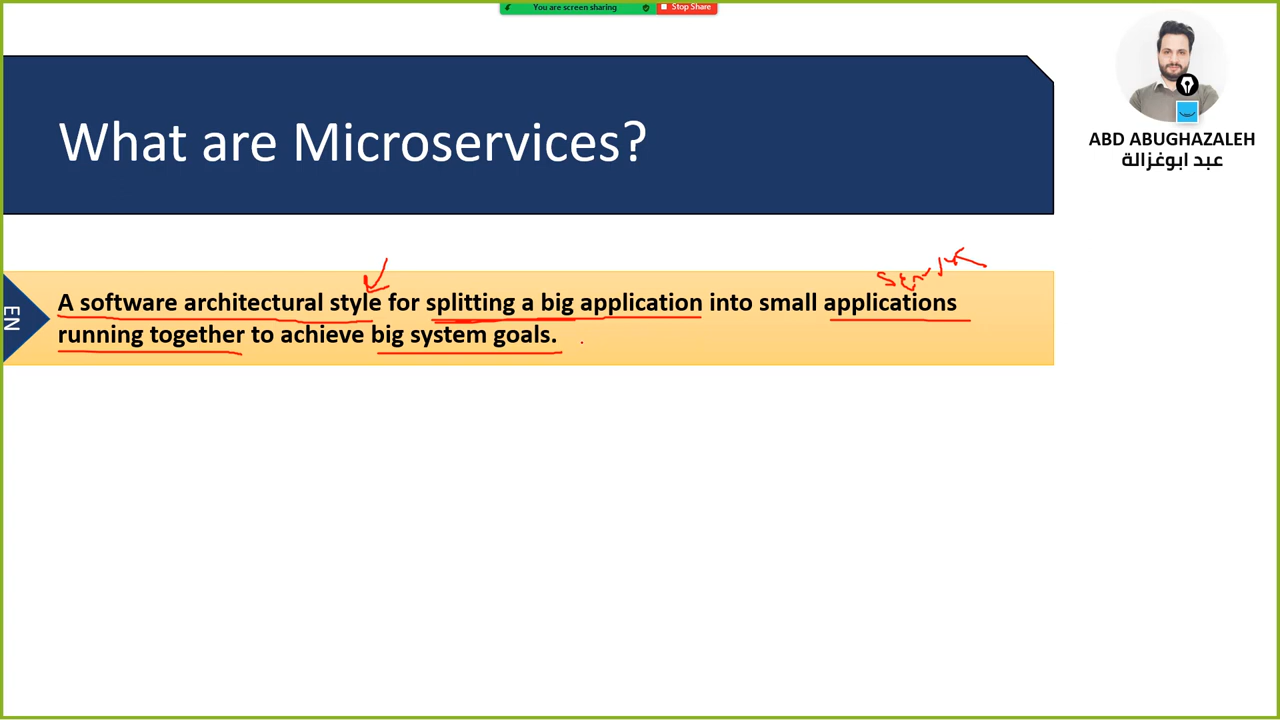 You are screen sharing
Stop Share
What are Microservices?
ABD ABUGHAZALEH
عبد ابوغزالة
EN
A software architectural style for splitting a big application into small applications
running together to achieve big system goals.